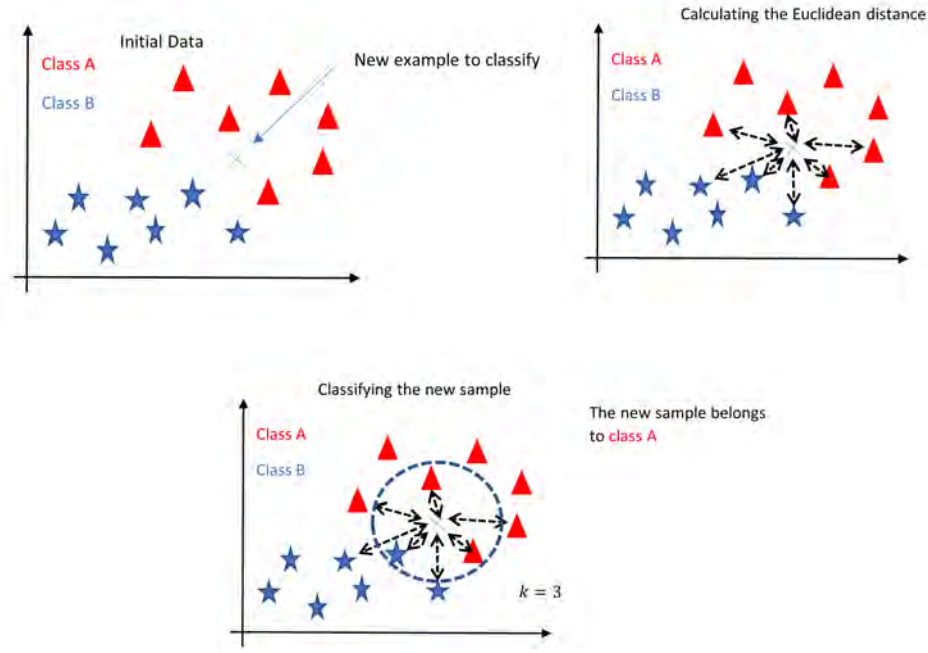 Initial Data
Class A
Class B
New example to classify
Calculating the Euclidean distance
Class A
Class B
Classifying the new sample
Class A
Class B
k = 3
The new sample belongs
to class A